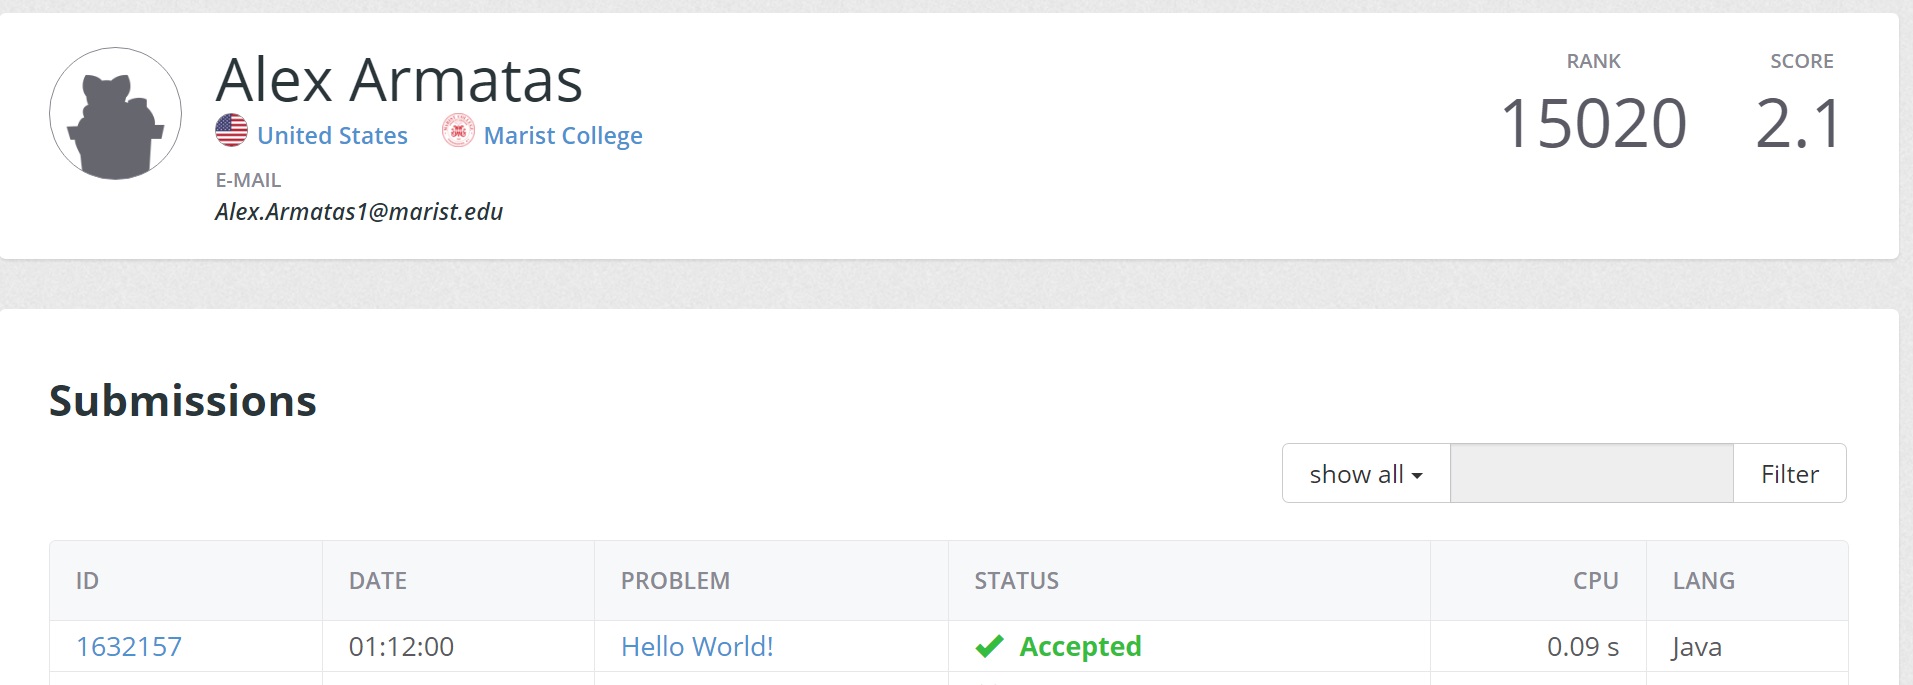 Alex Armatas
United States Marist College
E-MAIL
Alex.Armatas1@marist.edu
RANK SCORE
15020 2.1
Submissions
show all Filter
ID DATE PROBLEM STATUS CPU LANG
1632157 01:12:00 Hello World! Accepted 0.09 s Java